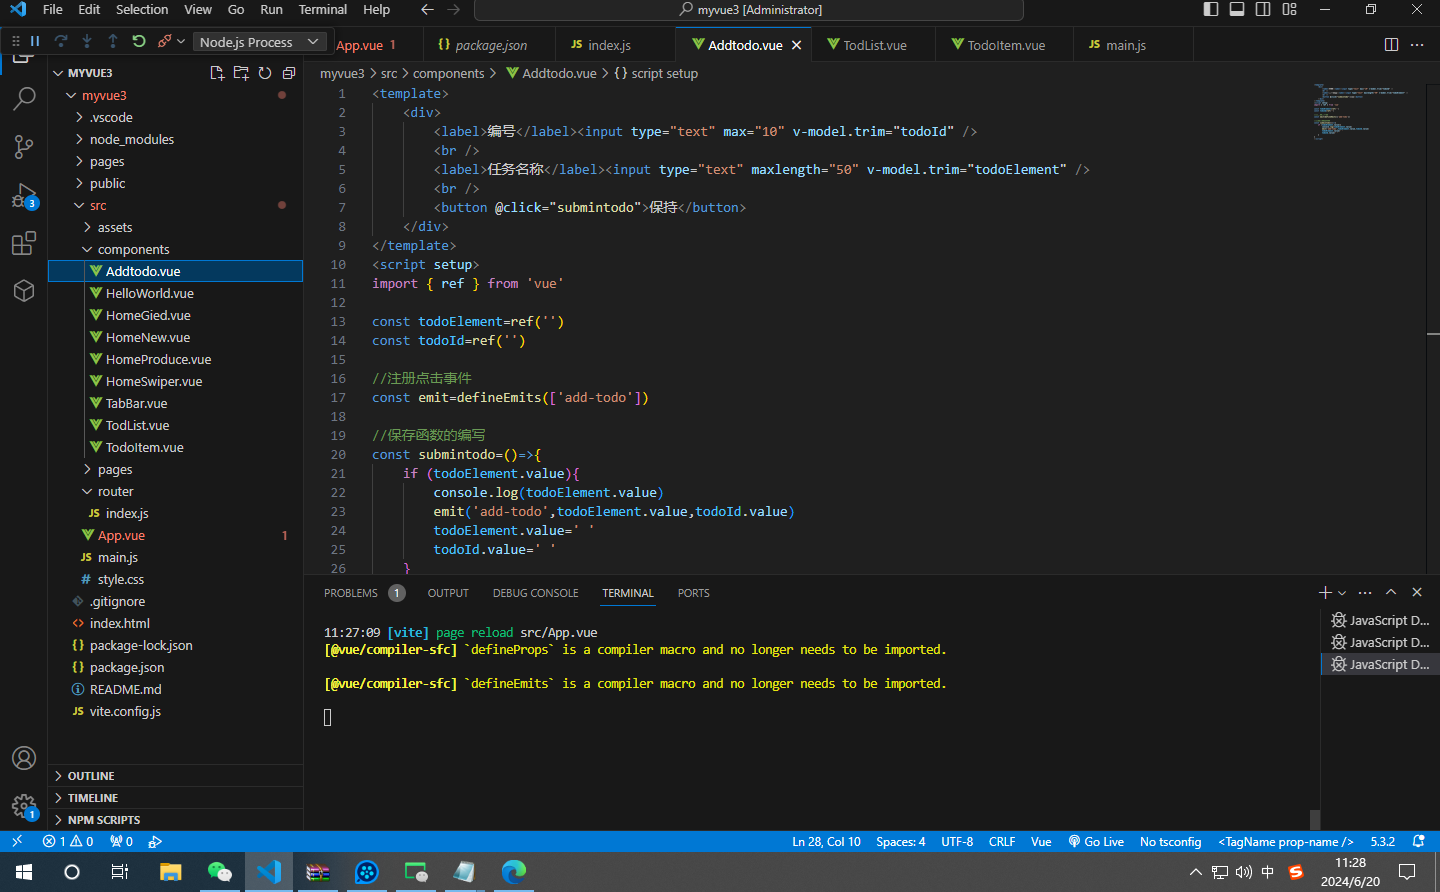 File Edit Selection View Go Run Terminal Help myvue3 [Administrator]
Node.js Process App.vue 1 package.json index.js Addtodo.vue TodList.vue TodoItem.vue main.js
MYVUE3
myvue3 > src > components > Addtodo.vue > {} script setup
myvue3
.vscode
node_modules
pages
public
src
assets
components
Addtodo.vue
HelloWorld.vue
HomeGied.vue
HomeNew.vue
HomeProduce.vue
HomeSwiper.vue
TabBar.vue
TodList.vue
TodoItem.vue
pages
router
JS index.js
App.vue 1
JS main.js
# style.css
.gitignore
<> index.html
{} package-lock.json
{} package.json
README.md
JS vite.config.js
OUTLINE
TIMELINE
NPM SCRIPTS
3
1
1 <template>
2 <div>
3 <label>编号</label><input type="text" max="10" v-model.trim="todoId" />
4 <br />
5 <label>任务名称</label><input type="text" maxlength="50" v-model.trim="todoElement" />
6 <br />
7 <button @click="submintodo">保持</button>
8 </div>
9 </template>
10 <script setup>
11 import { ref } from 'vue'
12
13 const todoElement=ref('')
14 const todoId=ref('')
15
16 //注册点击事件
17 const emit=defineEmits(['add-todo'])
18
19 //保存函数的编写
20 const submintodo=()=>{
21 if (todoElement.value){
22 console.log(todoElement.value)
23 emit('add-todo',todoElement.value,todoId.value)
24 todoElement.value=' '
25 todoId.value=' '
26 }
PROBLEMS 1 OUTPUT DEBUG CONSOLE TERMINAL PORTS
11:27:09 [vite] page reload src/App.vue
[@vue/compiler-sfc] `defineProps` is a compiler macro and no longer needs to be imported.
[@vue/compiler-sfc] `defineEmits` is a compiler macro and no longer needs to be imported.
JavaScript D...
JavaScript D...
JavaScript D...
1 0 0 Ln 28, Col 10 Spaces: 4 UTF-8 CRLF Vue Go Live No tsconfig <TagName prop-name /> 5.3.2
中 11:28
2024/6/20